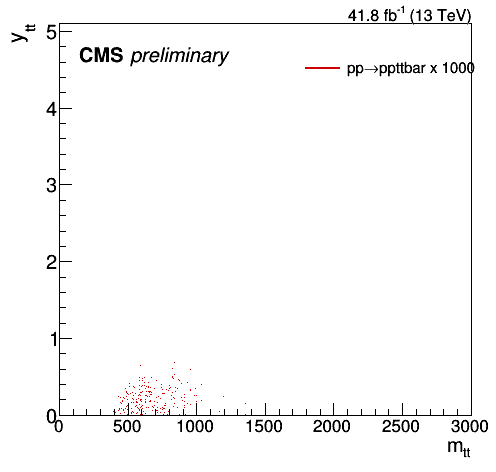 41.8 fb⁻¹ (13 TeV)
CMS preliminary
pp→ppttbar x 1000
y_tt
5
4
3
2
1
0
0 500 1000 1500 2000 2500 3000
m_tt